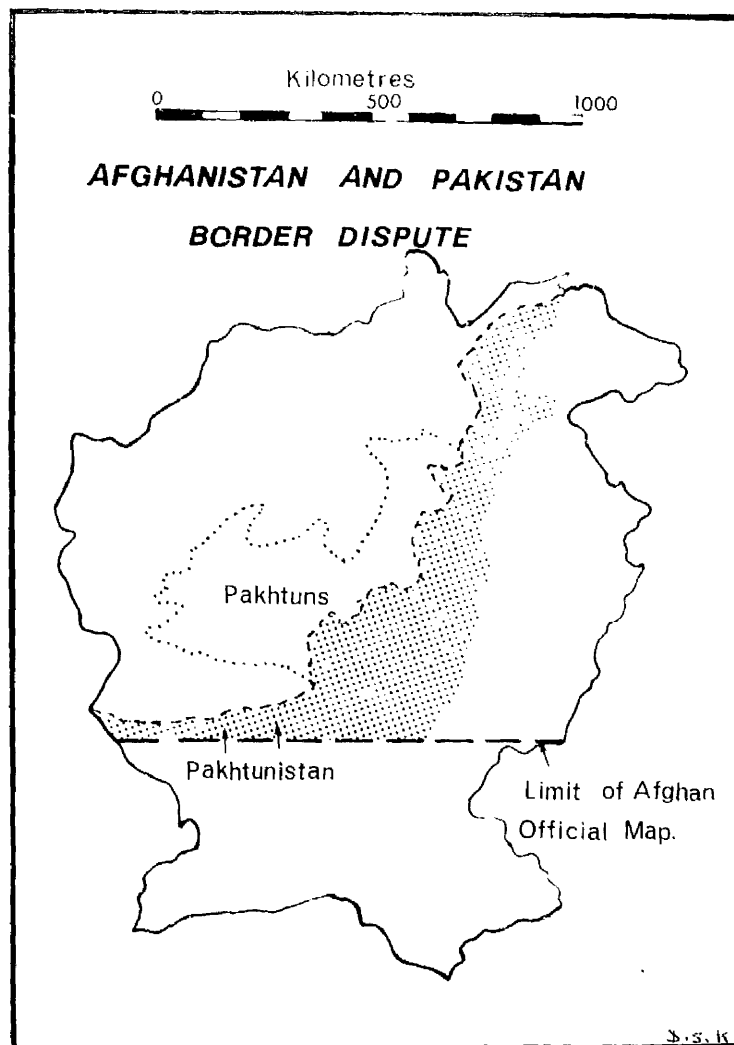 Kilometres
0 500 1000
AFGHANISTAN AND PAKISTAN
BORDER DISPUTE
Pakhtuns
Pakhtunistan
Limit of Afghan
Official Map.
D.S.K